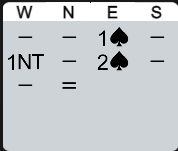 W N E S
– – 1♠ –
1NT – 2♠ –
– =